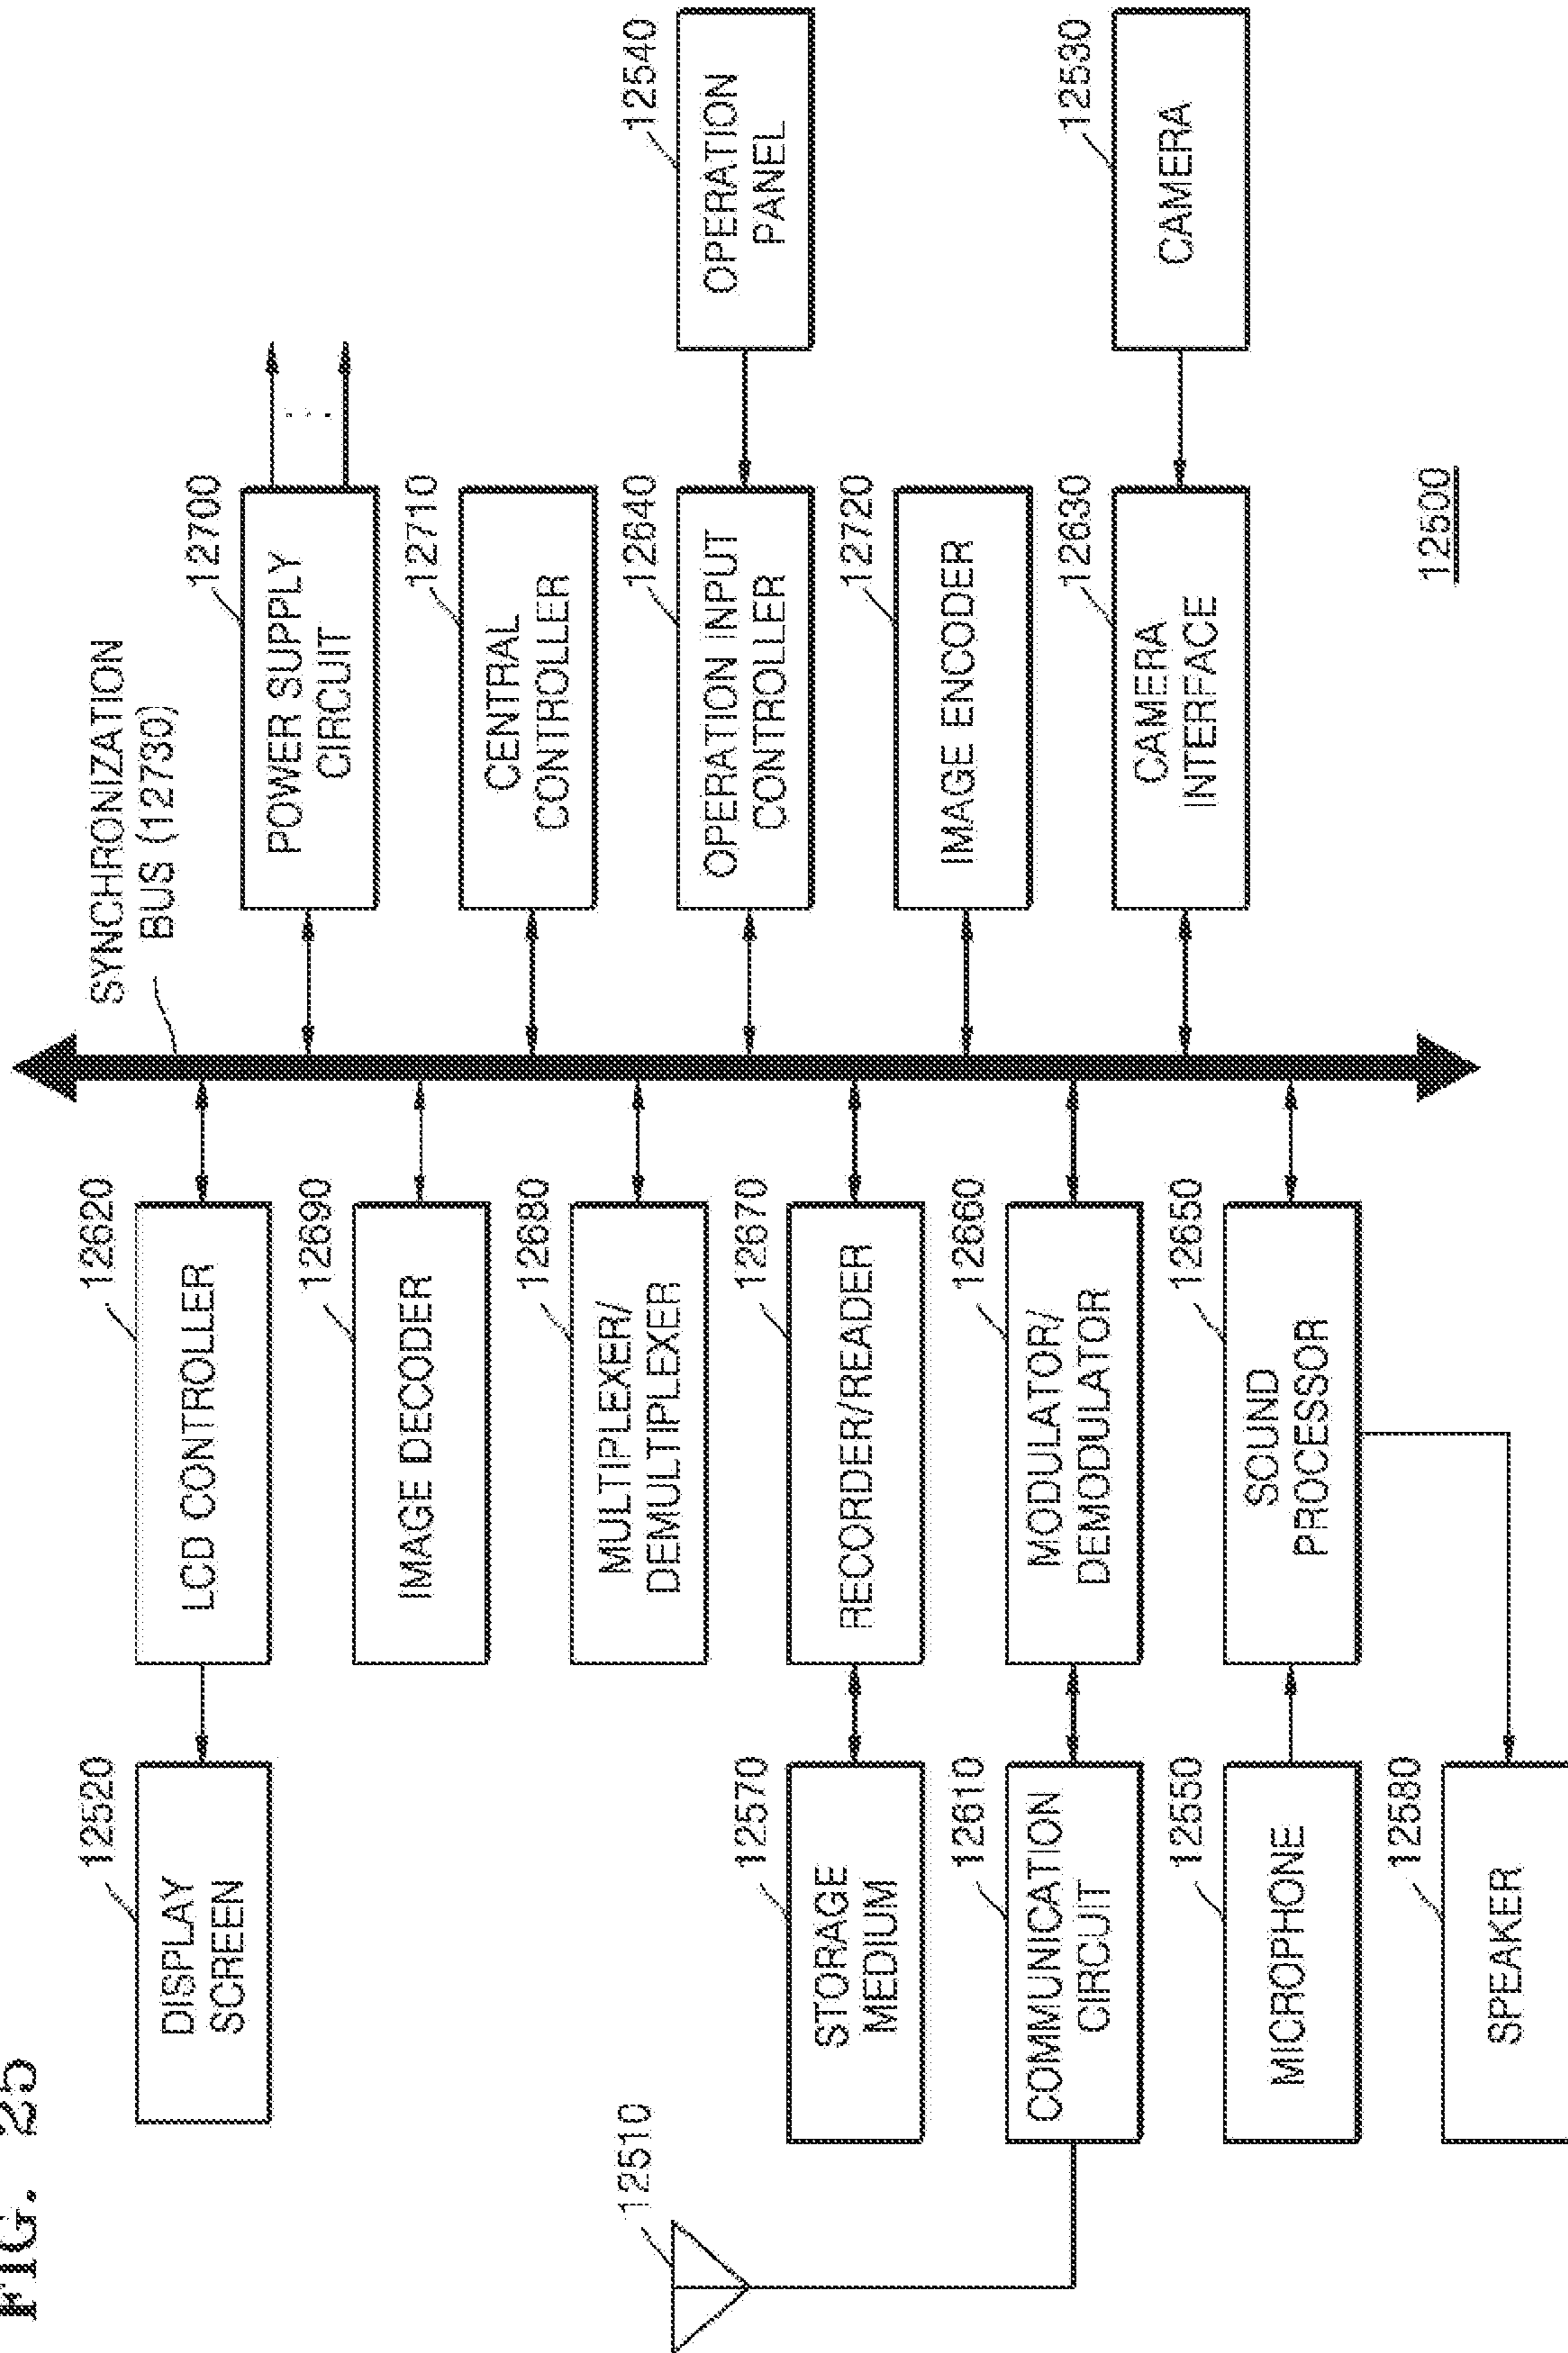 FIG. 25
12510
12520
DISPLAY
SCREEN
12620
LCD CONTROLLER
12690
IMAGE DECODER
12680
MULTIPLEXER/
DEMULTIPLEXER
12570
STORAGE
MEDIUM
12670
RECORDER/READER
12610
COMMUNICATION
CIRCUIT
12660
MODULATOR/
DEMODULATOR
12550
MICROPHONE
12650
SOUND
PROCESSOR
12580
SPEAKER
SYNCHRONIZATION
BUS (12730)
12700
POWER SUPPLY
CIRCUIT
12710
CENTRAL
CONTROLLER
12640
OPERATION INPUT
CONTROLLER
12540
OPERATION
PANEL
12720
IMAGE ENCODER
12630
CAMERA
INTERFACE
12530
CAMERA
12500